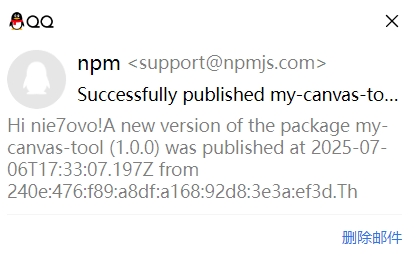 QQ
npm <support@npmjs.com>
Successfully published my-canvas-to...
Hi nie7ovo!A new version of the package my-
canvas-tool (1.0.0) was published at 2025-07-
06T17:33:07.197Z from
240e:476:f89:a8df:a168:92d8:3e3a:ef3d.Th
删除邮件